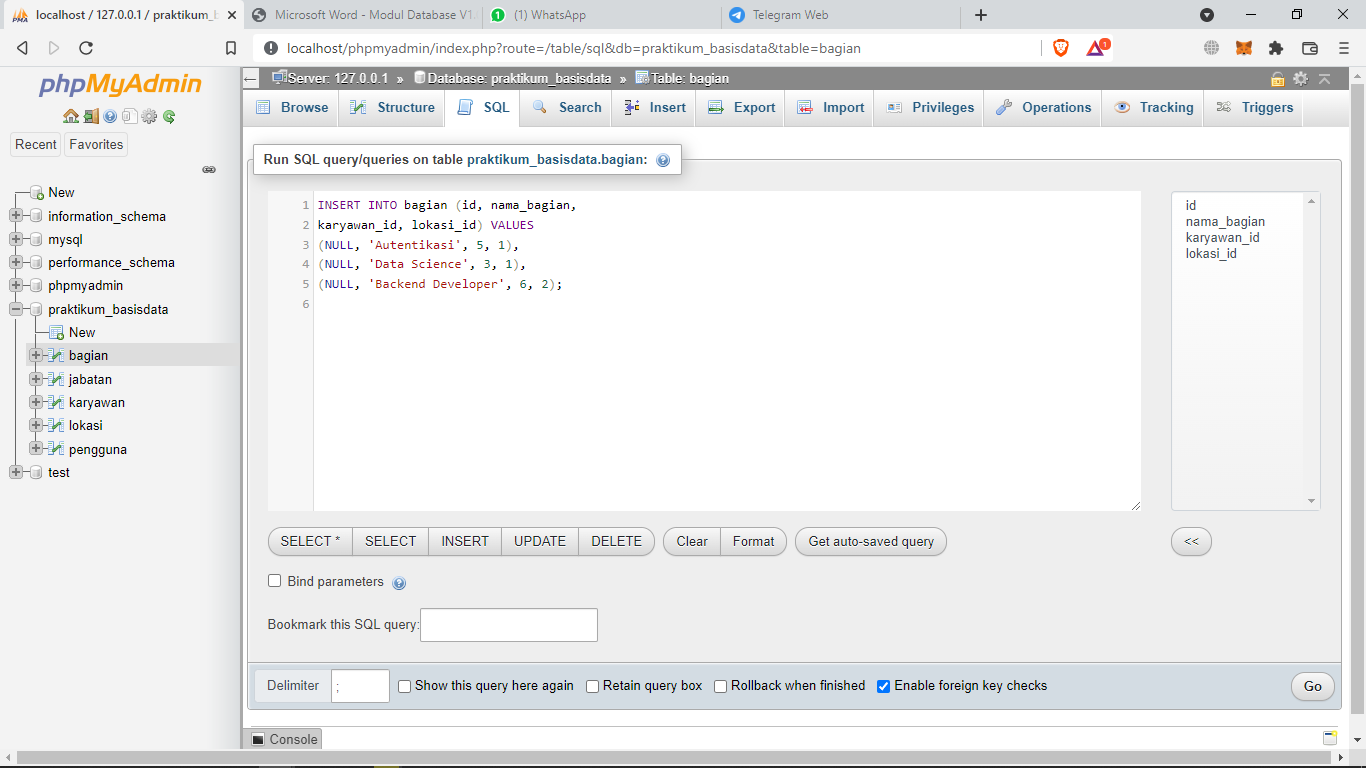 localhost / 127.0.0.1 / praktikum_b
Microsoft Word - Modul Database V1.
(1) WhatsApp
Telegram Web
localhost/phpmyadmin/index.php?route=/table/sql&db=praktikum_basisdata&table=bagian
1
phpMyAdmin
Recent
Favorites
New
information_schema
mysql
performance_schema
phpmyadmin
praktikum_basisdata
New
bagian
jabatan
karyawan
lokasi
pengguna
test
Server: 127.0.0.1 » Database: praktikum_basisdata » Table: bagian
Browse
Structure
SQL
Search
Insert
Export
Import
Privileges
Operations
Tracking
Triggers
Run SQL query/queries on table praktikum_basisdata.bagian:
1 INSERT INTO bagian (id, nama_bagian,
2 karyawan_id, lokasi_id) VALUES
3 (NULL, 'Autentikasi', 5, 1),
4 (NULL, 'Data Science', 3, 1),
5 (NULL, 'Backend Developer', 6, 2);
6
id
nama_bagian
karyawan_id
lokasi_id
SELECT *
SELECT
INSERT
UPDATE
DELETE
Clear
Format
Get auto-saved query
<<
Bind parameters
Bookmark this SQL query:
Delimiter
;
Show this query here again
Retain query box
Rollback when finished
Enable foreign key checks
Go
Console